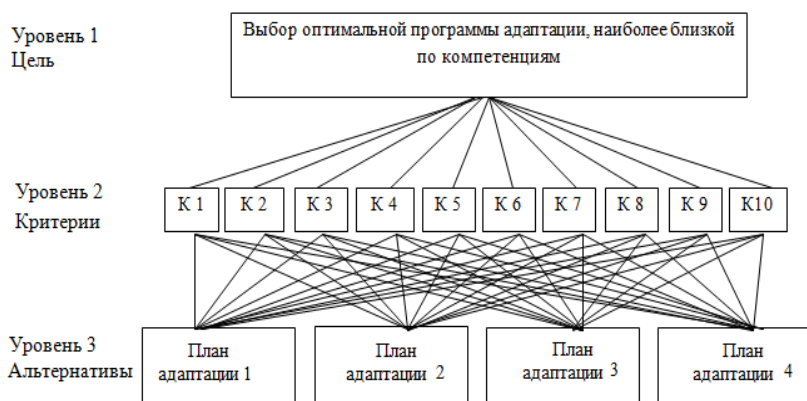 Уровень 1
Цель
Выбор оптимальной программы адаптации, наиболее близкой
по компетенциям
Уровень 2
Критерии
К 1
К 2
К 3
К 4
К 5
К 6
К 7
К 8
К 9
К10
Уровень 3
Альтернативы
План
адаптации 1
План
адаптации 2
План
адаптации 3
План
адаптации 4